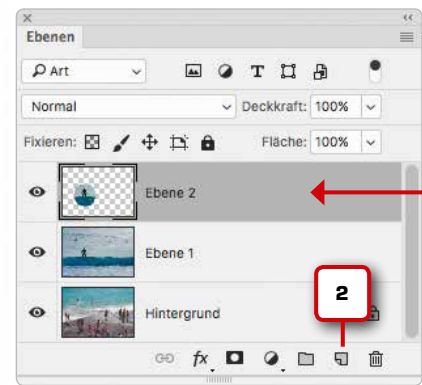 Ebenen
Art
Normal Deckkraft: 100%
Fixieren: Fläche: 100%
Ebene 2
Ebene 1
2
Hintergrund
fx